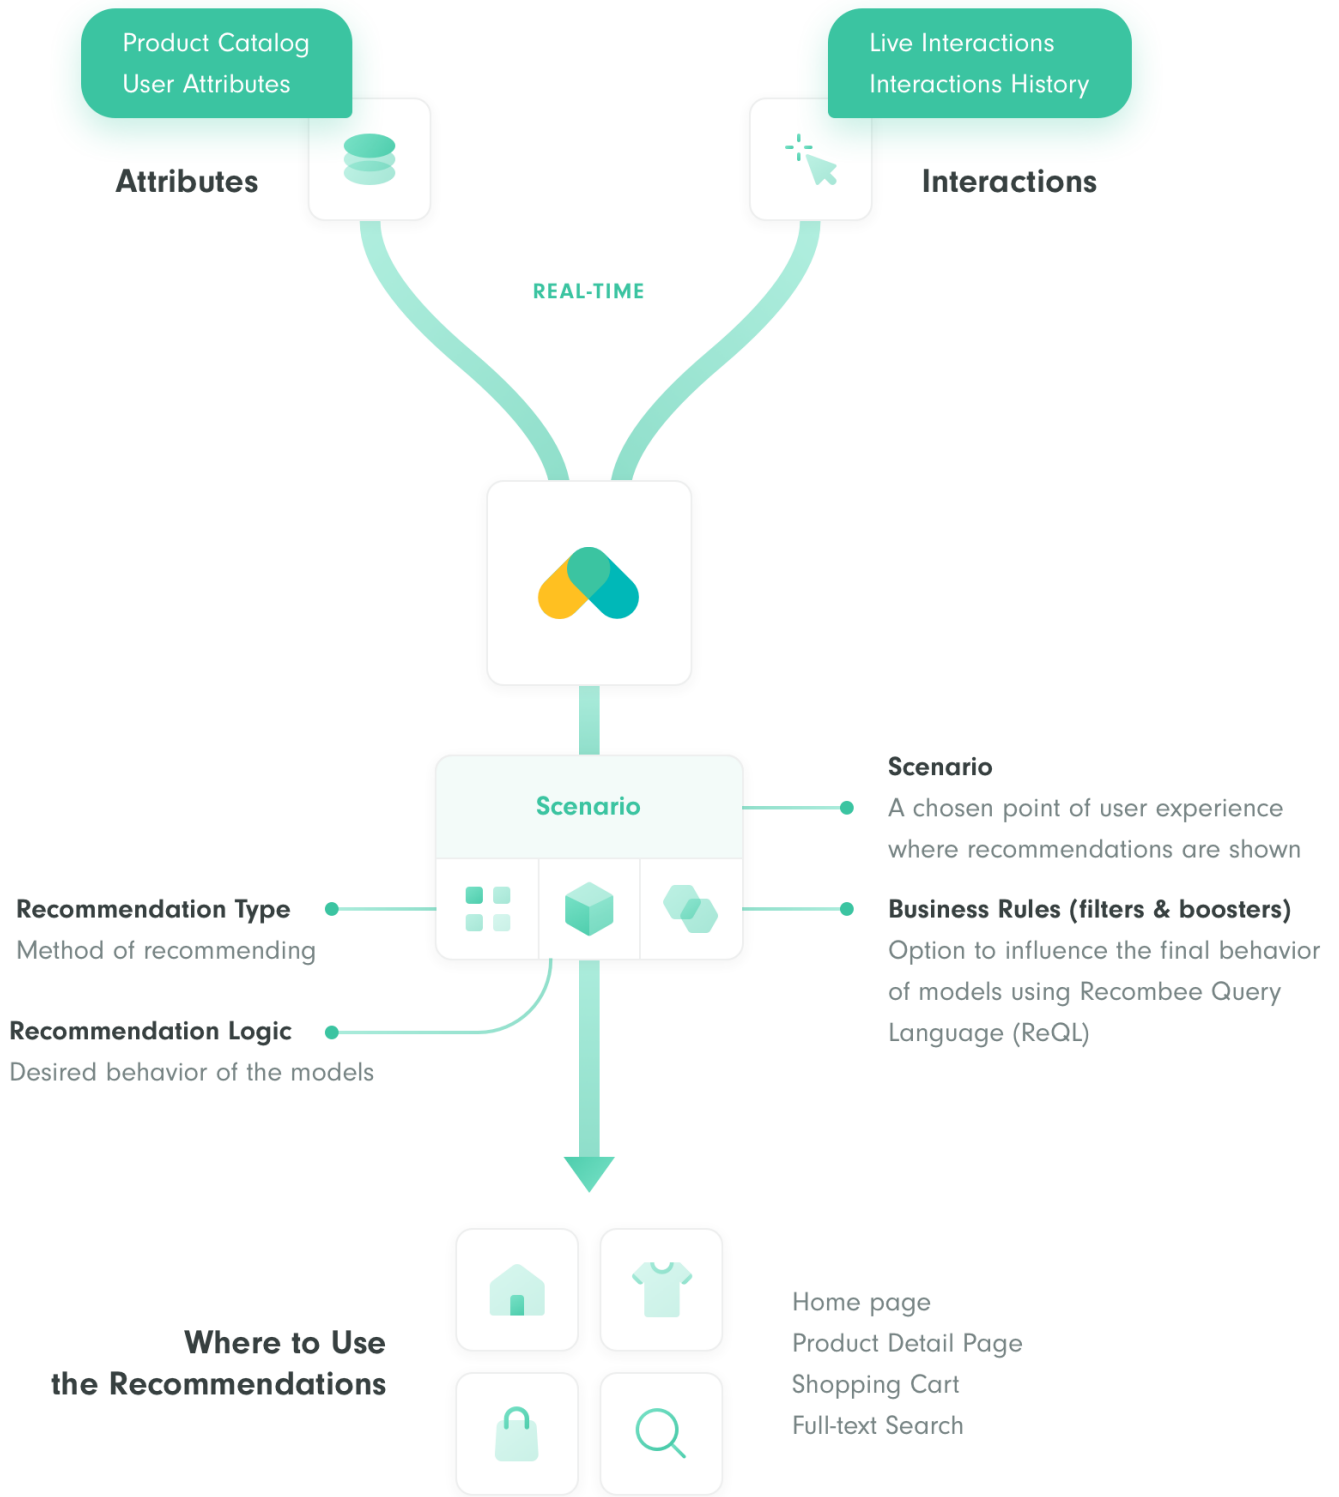 Product Catalog
User Attributes
Live Interactions
Interactions History
Attributes
Interactions
REAL-TIME
Scenario
Scenario
A chosen point of user experience
where recommendations are shown
Recommendation Type
Method of recommending
Business Rules (filters & boosters)
Option to influence the final behavior
of models using Recombee Query
Language (ReQL)
Recommendation Logic
Desired behavior of the models
Where to Use
the Recommendations
Home page
Product Detail Page
Shopping Cart
Full-text Search